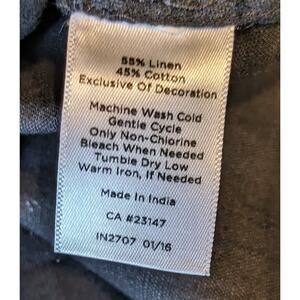 55% Linen
45% Cotton
Exclusive Of Decoration
Machine Wash Cold
Gentle Cycle
Only Non-Chlorine
Bleach When Needed
Tumble Dry Low
Warm Iron, If Needed
Made In India
CA #23147
IN2707 01/16